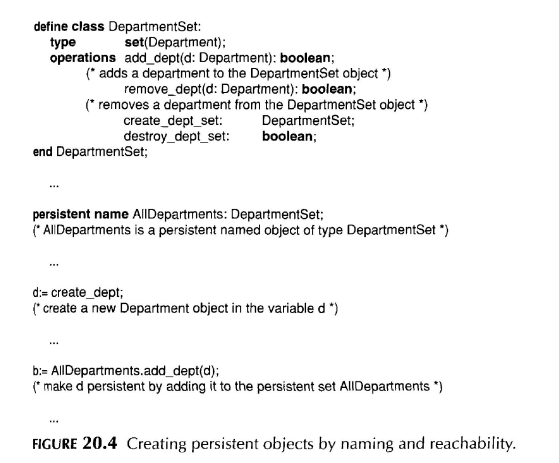 define class DepartmentSet:
type set(Department);
operations add_dept(d: Department): boolean;
(* adds a department to the DepartmentSet object *)
remove_dept(d: Department): boolean;
(* removes a department from the DepartmentSet object *)
create_dept_set: DepartmentSet;
destroy_dept_set: boolean;
end DepartmentSet;
...
persistent name AllDepartments: DepartmentSet;
(* AllDepartments is a persistent named object of type DepartmentSet *)
...
d:= create_dept;
(* create a new Department object in the variable d *)
...
b:= AllDepartments.add_dept(d);
(* make d persistent by adding it to the persistent set AllDepartments *)
...
FIGURE 20.4 Creating persistent objects by naming and reachability.